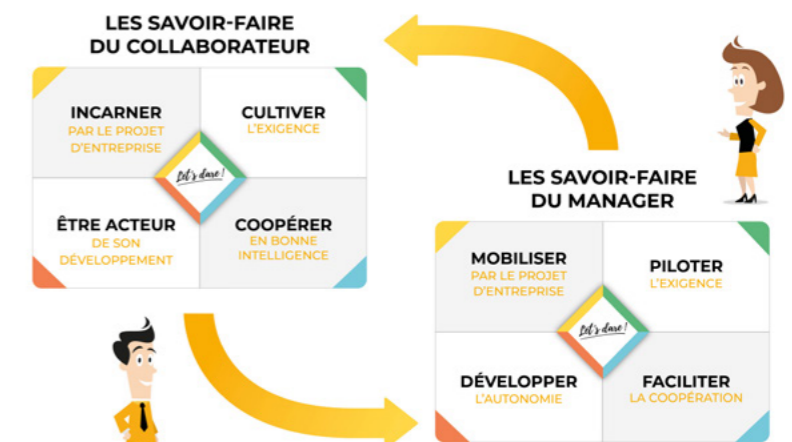 LES SAVOIR-FAIRE
DU COLLABORATEUR
INCARNER
PAR LE PROJET
D'ENTREPRISE
CULTIVER
L'EXIGENCE
Let's dare !
ÊTRE ACTEUR
DE SON
DÉVELOPPEMENT
COOPÉRER
EN BONNE
INTELLIGENCE
LES SAVOIR-FAIRE
DU MANAGER
MOBILISER
PAR LE PROJET
D'ENTREPRISE
PILOTER
L'EXIGENCE
Let's dare !
DÉVELOPPER
L'AUTONOMIE
FACILITER
LA COOPÉRATION